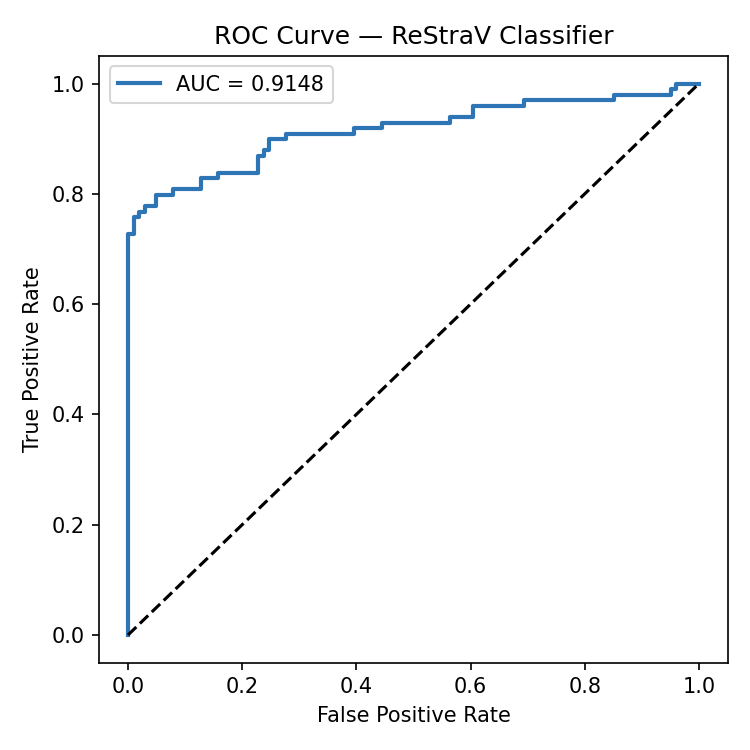 ROC Curve — ReStraV Classifier
AUC = 0.9148
True Positive Rate
1.0
0.8
0.6
0.4
0.2
0.0
0.0 0.2 0.4 0.6 0.8 1.0
False Positive Rate